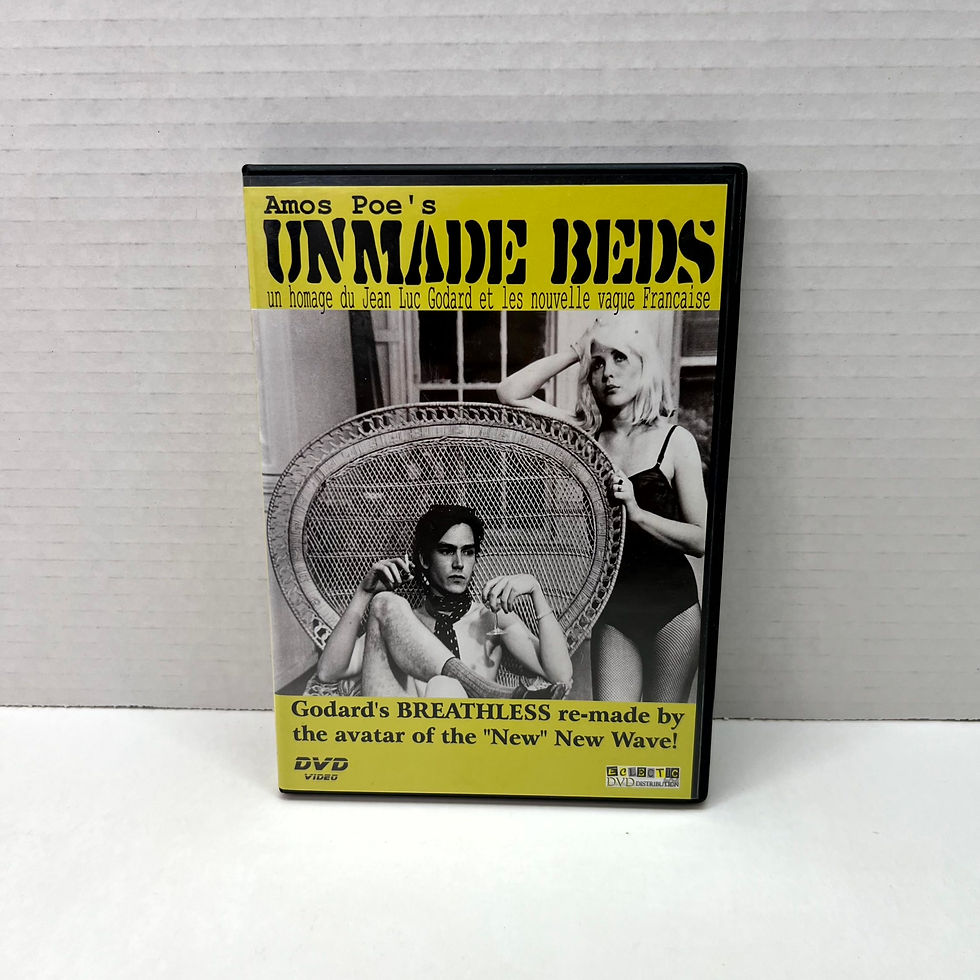 Amos Poe's
UNMADE BEDS
un homage du Jean Luc Godard et les nouvelle vague Francaise
Godard's BREATHLESS re-made by
the avatar of the "New" New Wave!
DVD
VIDEO
ECLECTIC
DVD DISTRIBUTION